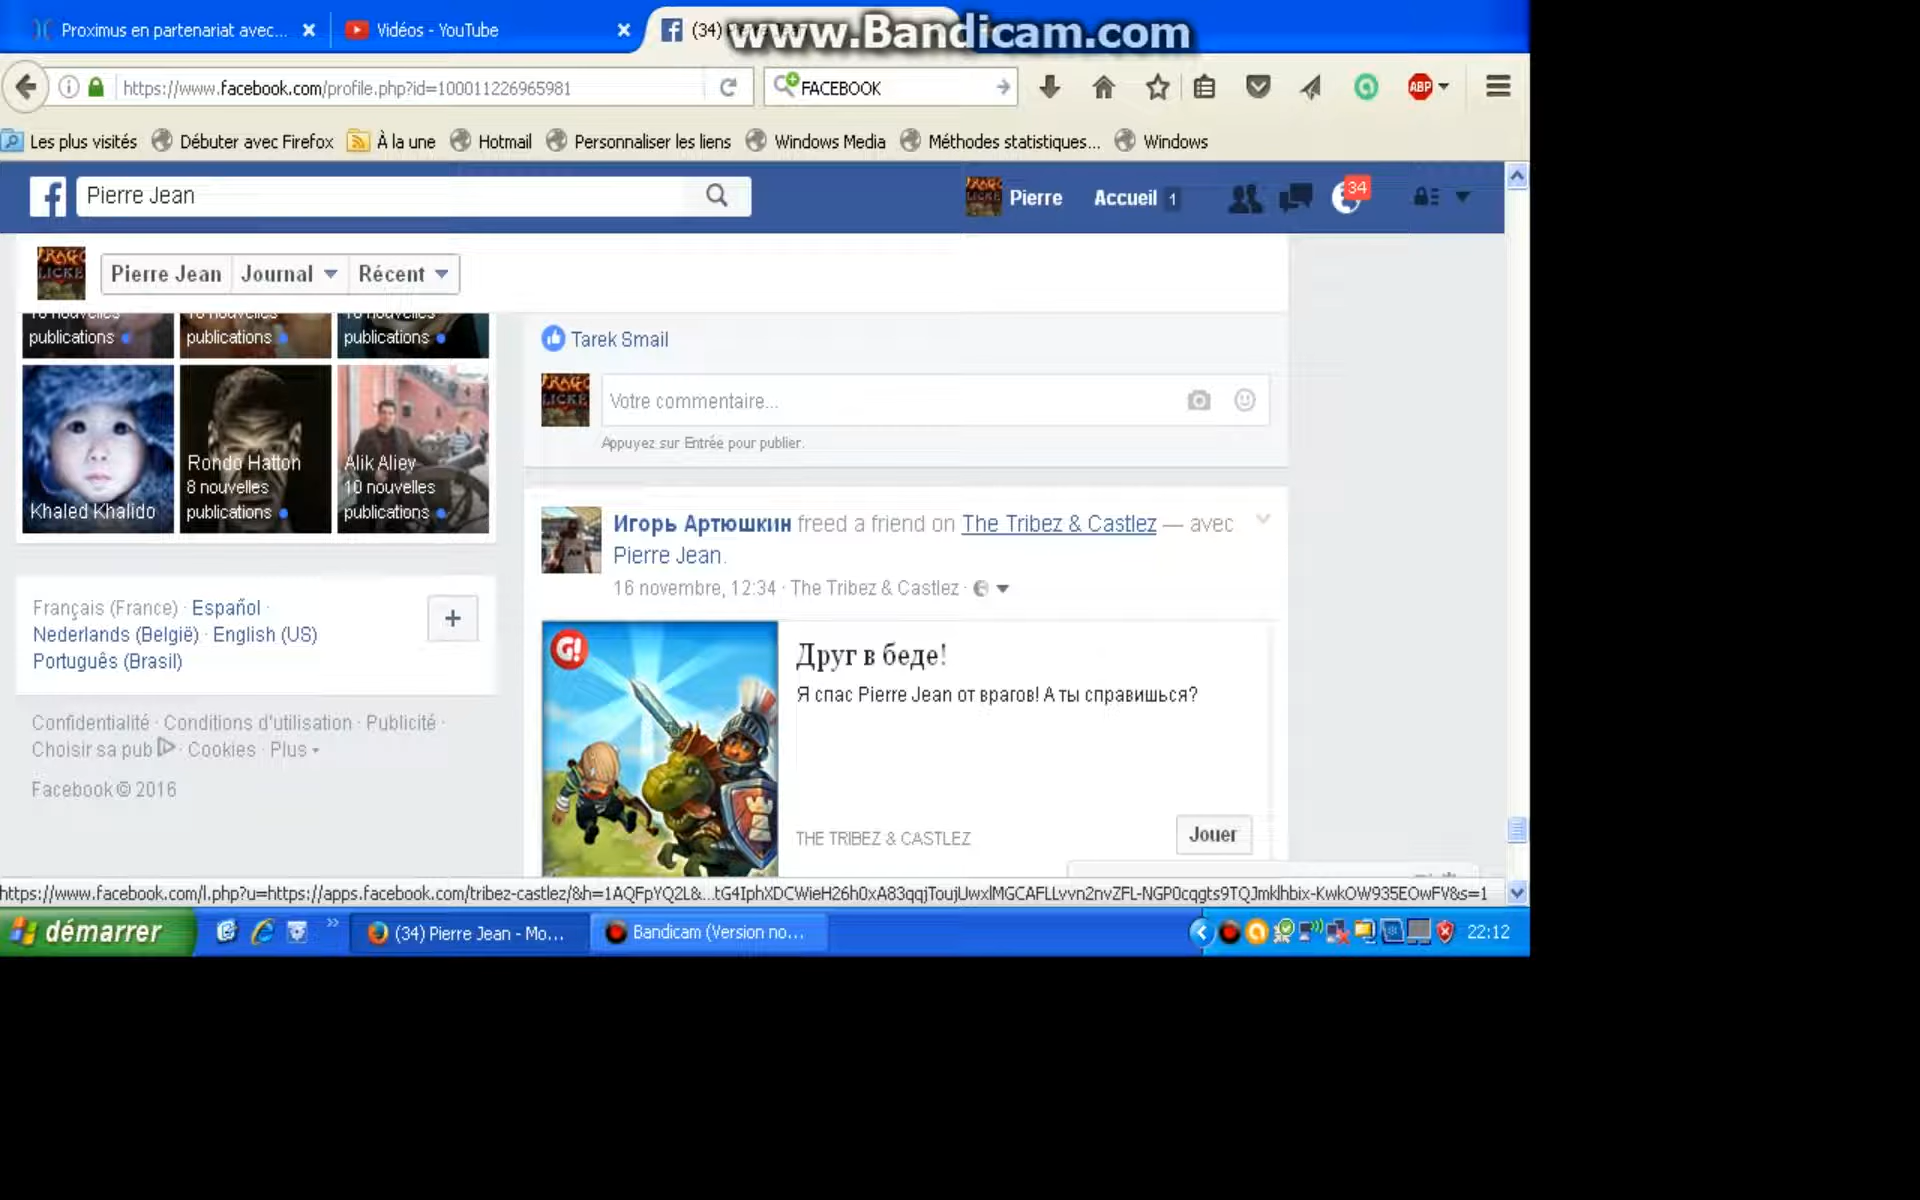 www.Bandicam.com
Proximus en partenariat avec...
Vidéos - YouTube
(34)
https://www.facebook.com/profile.php?id=100011226965981
FACEBOOK
ABP
Les plus visités
Débuter avec Firefox
À la une
Hotmail
Personnaliser les liens
Windows Media
Méthodes statistiques...
Windows
Pierre Jean
Pierre
Accueil 1
34
Pierre Jean
Journal
Récent
publications
publications
publications
Khaled Khalido
Rondo Hatton
8 nouvelles
publications
Alik Aliev
10 nouvelles
publications
Français (France) · Español ·
Nederlands (België) · English (US)
Português (Brasil)
Confidentialité · Conditions d'utilisation · Publicité ·
Choisir sa pub · Cookies · Plus
Facebook © 2016
Tarek Smail
Votre commentaire...
Appuyez sur Entrée pour publier.
Игорь Артюшкин freed a friend on The Tribez & Castlez — avec
Pierre Jean.
16 novembre, 12:34 · The Tribez & Castlez ·
G!
Друг в беде!
Я спас Pierre Jean от врагов! А ты справишься?
THE TRIBEZ & CASTLEZ
Jouer
https://www.facebook.com/l.php?u=https://apps.facebook.com/tribez-castlez/&h=1AQFpYQ2L&...tG4IphXDCWieH26h0xA83qqjToujUwxlMGCAFLLvvn2nvZFL-NGP0cqgts9TQJmklhbix-KwkOW935EOwFV&s=1
démarrer
(34) Pierre Jean - Mo...
Bandicam (Version no...
22:12